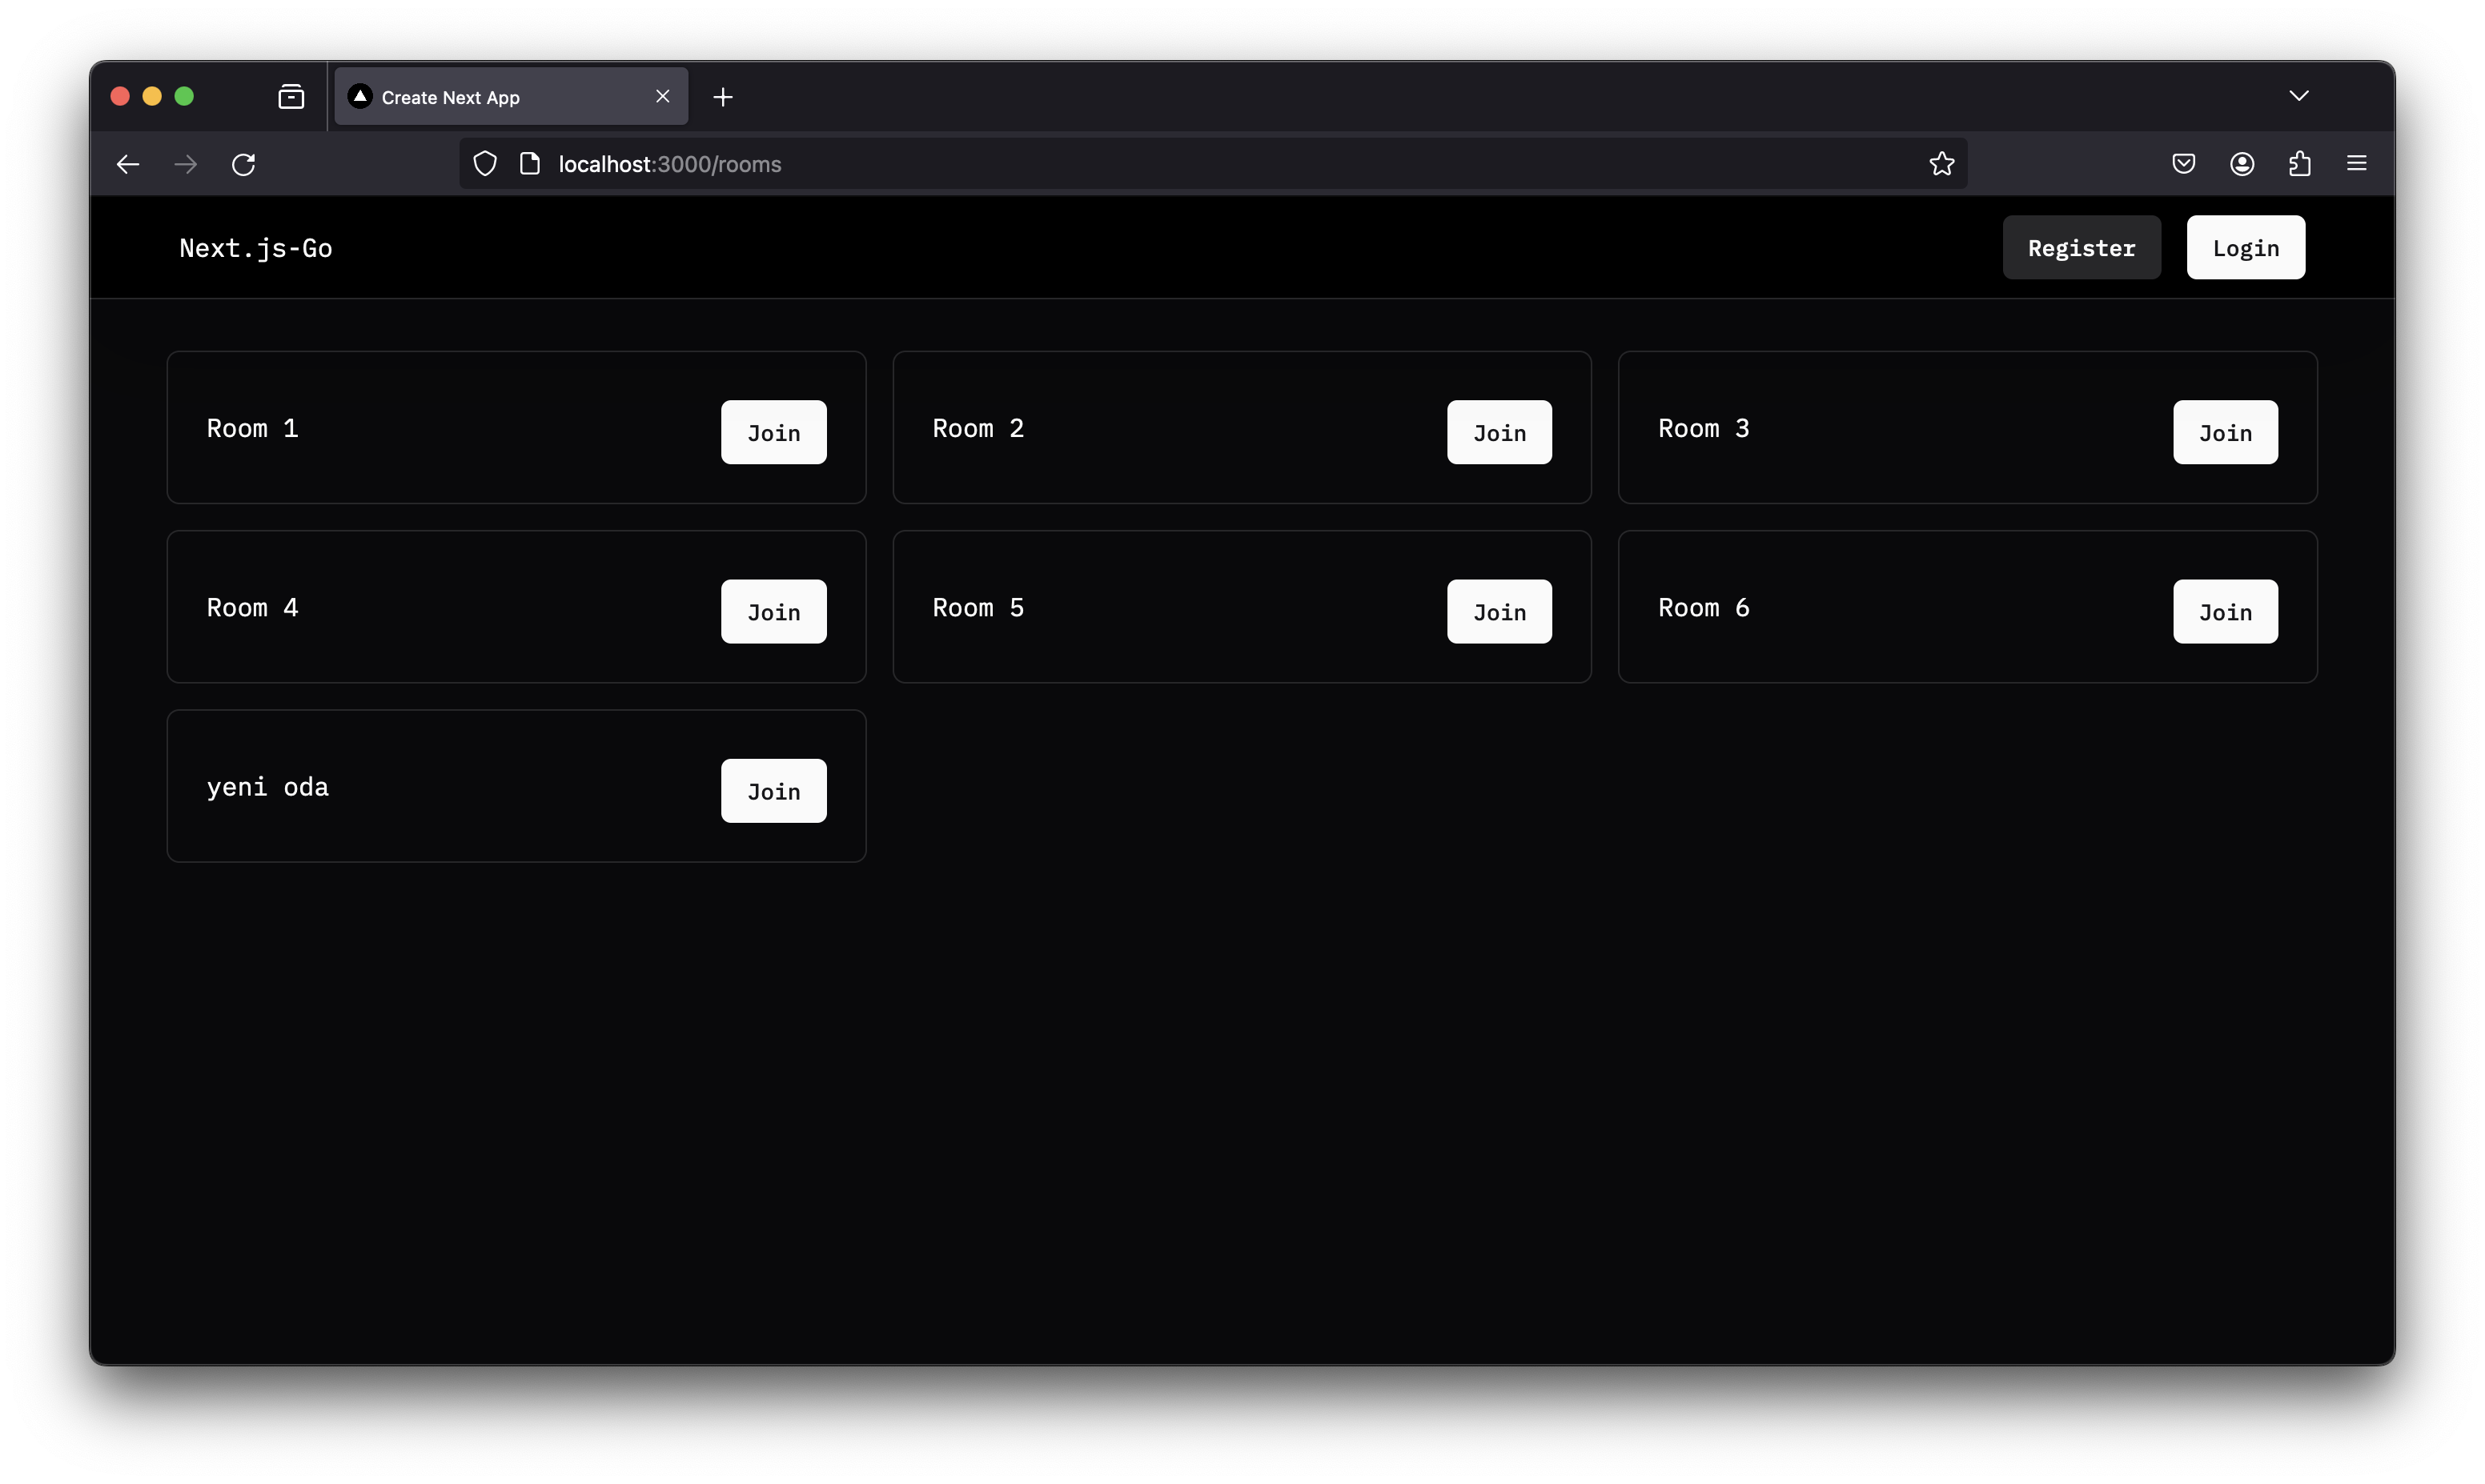 Create Next App
localhost:3000/rooms
Next.js-Go
Register
Login
Room 1
Join
Room 2
Join
Room 3
Join
Room 4
Join
Room 5
Join
Room 6
Join
yeni oda
Join